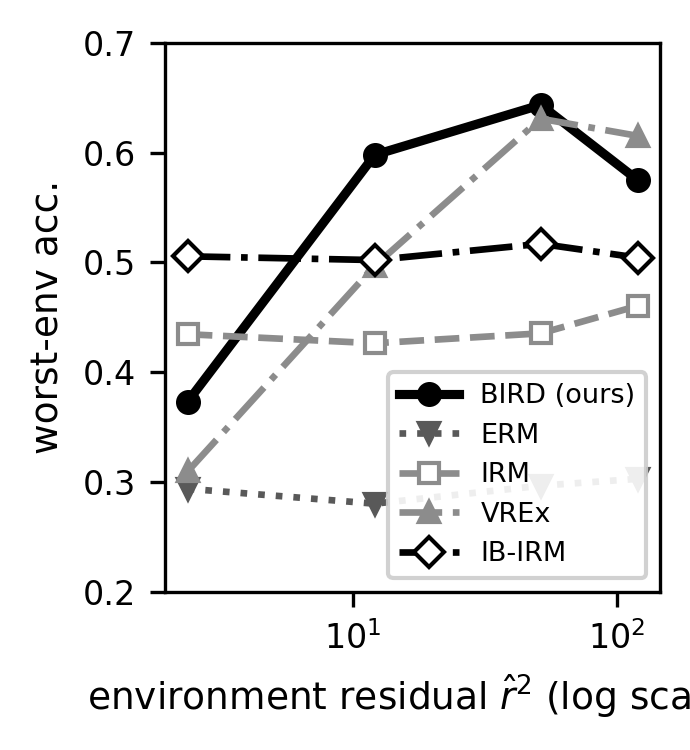 0.7
0.6
0.5
0.4
0.3
0.2
worst-env acc.
BIRD (ours)
ERM
IRM
VREx
IB-IRM
10¹
10²
environment residual r̂² (log sca